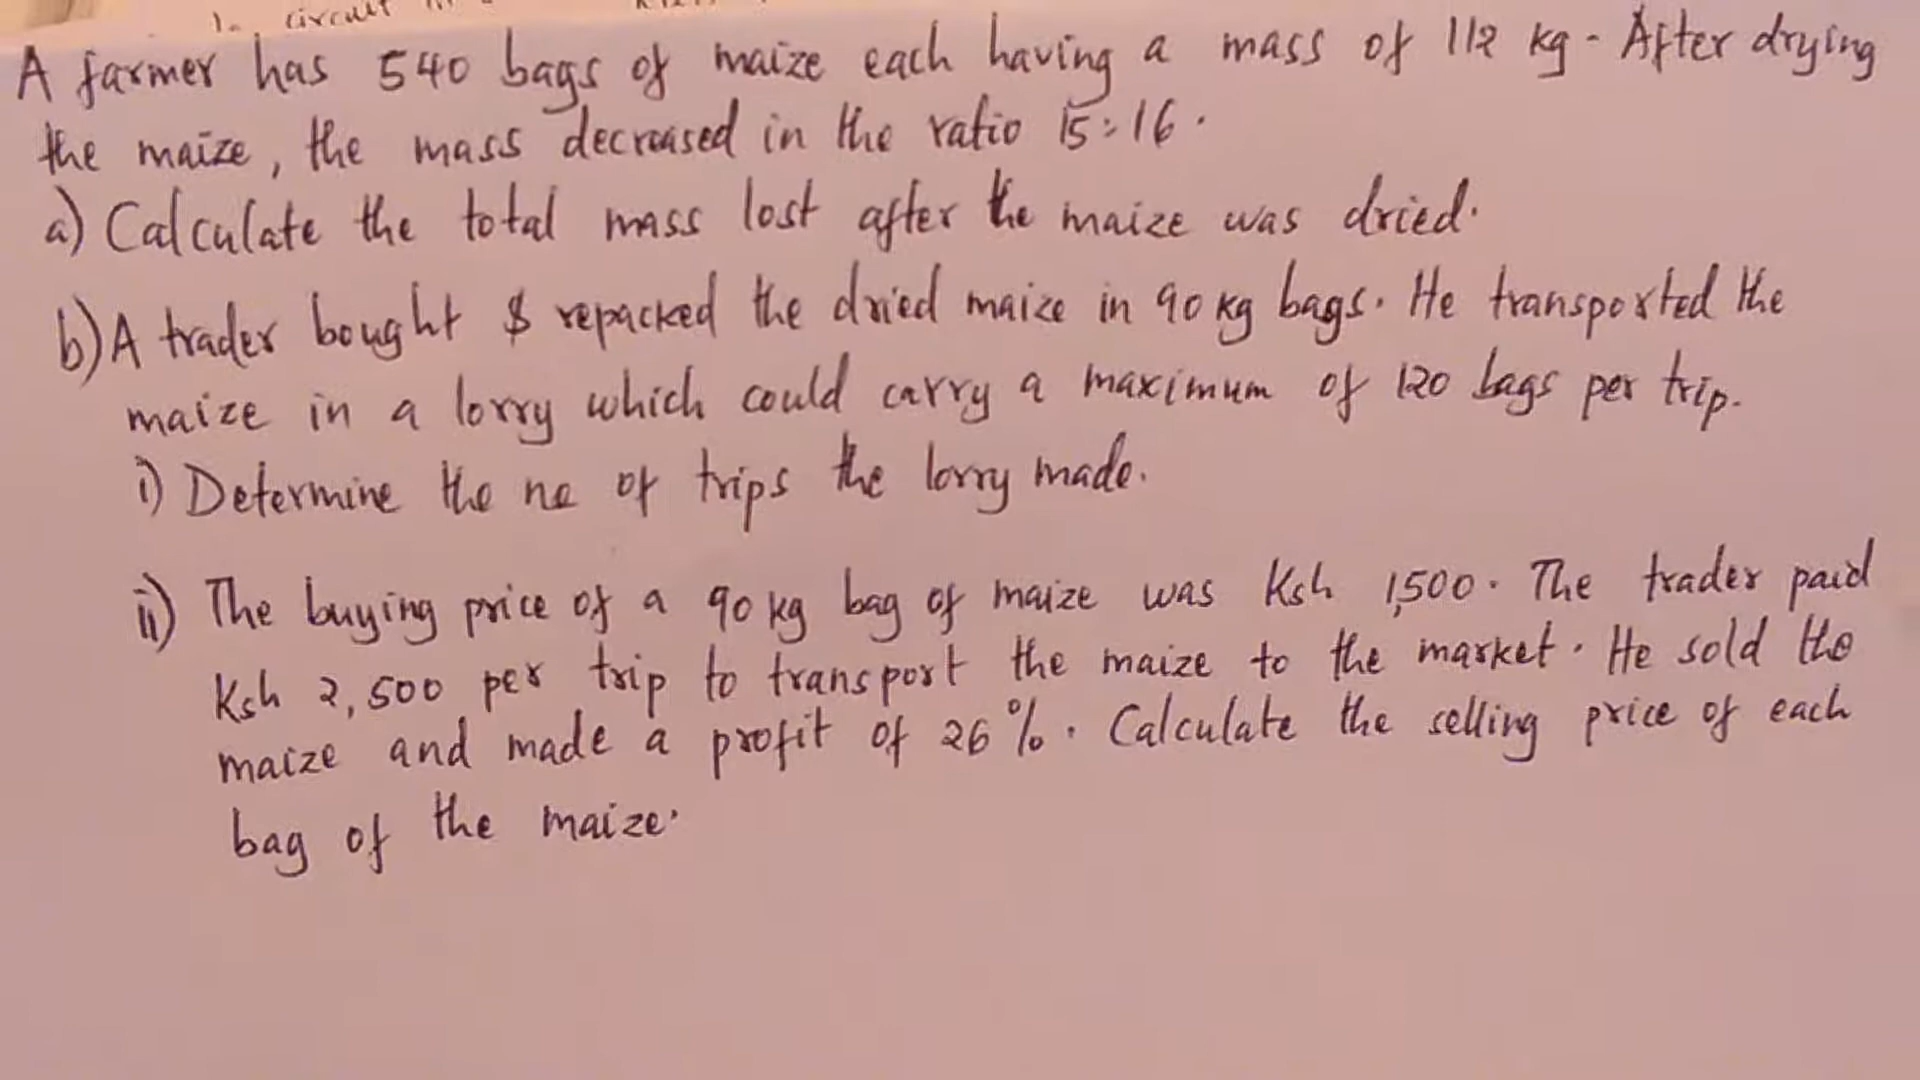 1. circuit
A farmer has 540 bags of maize each having a mass of 112 kg. After drying
the maize, the mass decreased in the ratio 15:16.
a) Calculate the total mass lost after the maize was dried.
b) A trader bought $ repacked the dried maize in 90 kg bags. He transported the
maize in a lorry which could carry a maximum of 120 bags per trip.
i) Determine the no of trips the lorry made.
ii) The buying price of a 90 kg bag of maize was Ksh 1,500. The trader paid
Ksh 2,500 per trip to transport the maize to the market. He sold the
maize and made a profit of 26%. Calculate the selling price of each
bag of the maize.